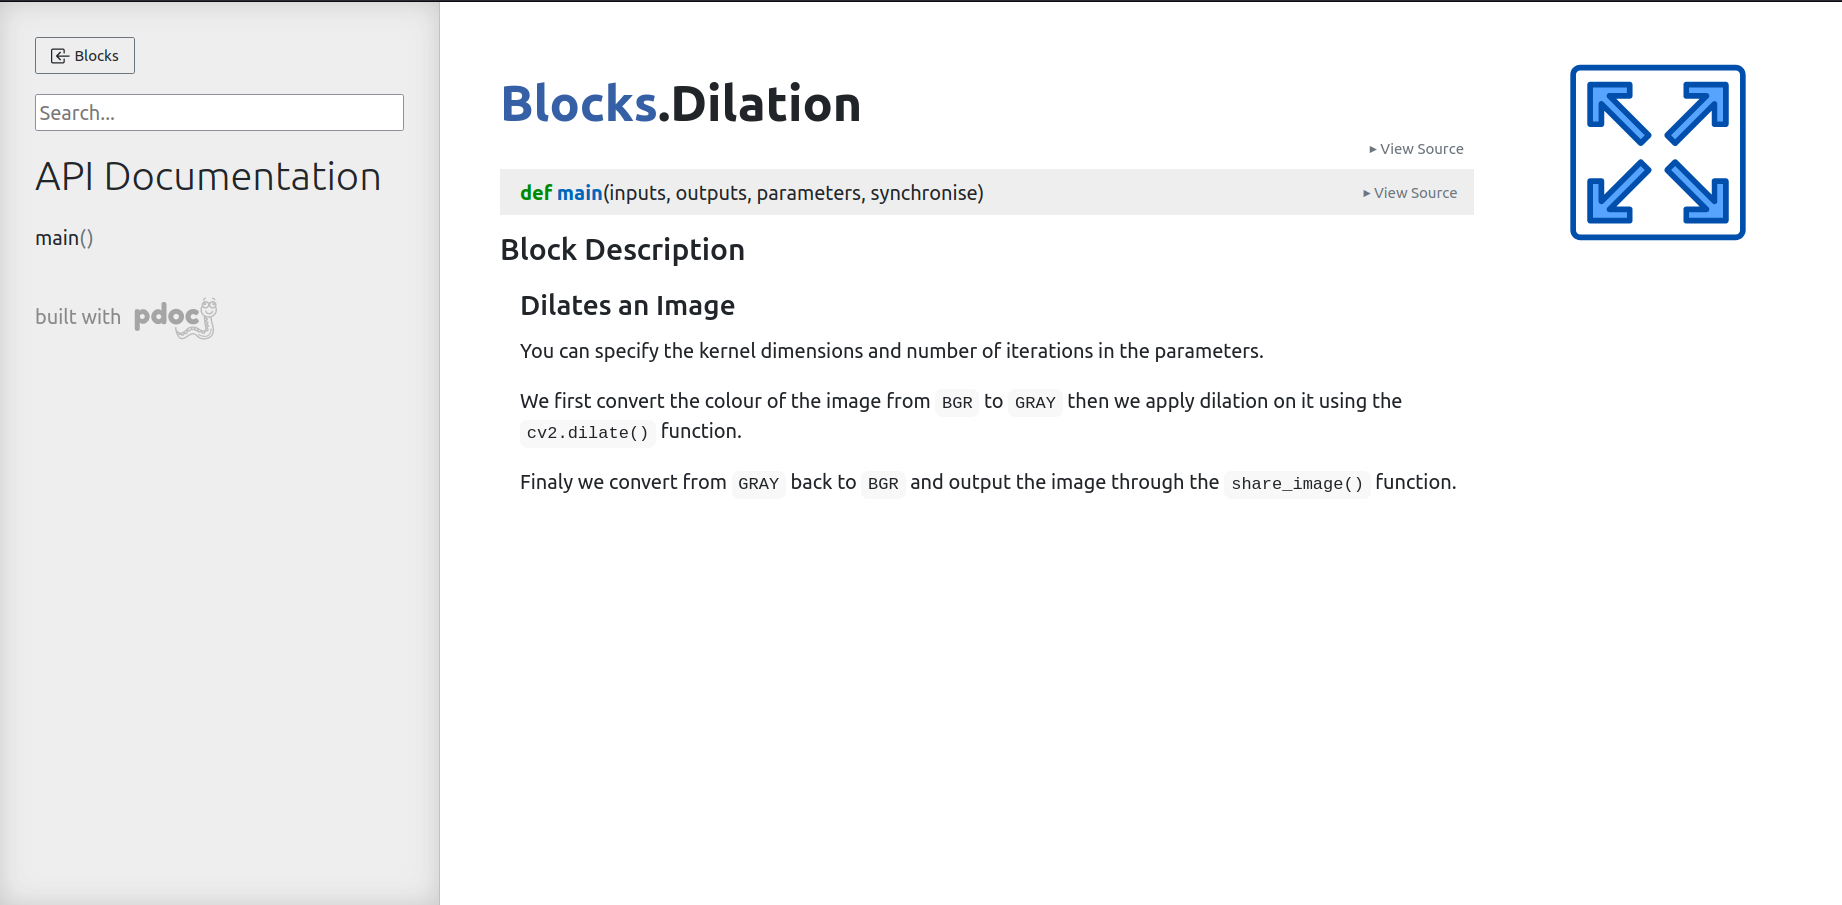 Blocks
Search...
API Documentation
main()
built with pdoc
Blocks.Dilation
▸ View Source
def main(inputs, outputs, parameters, synchronise)
▸ View Source
Block Description
Dilates an Image
You can specify the kernel dimensions and number of iterations in the parameters.
We first convert the colour of the image from BGR to GRAY then we apply dilation on it using the
cv2.dilate() function.
Finaly we convert from GRAY back to BGR and output the image through the share_image() function.